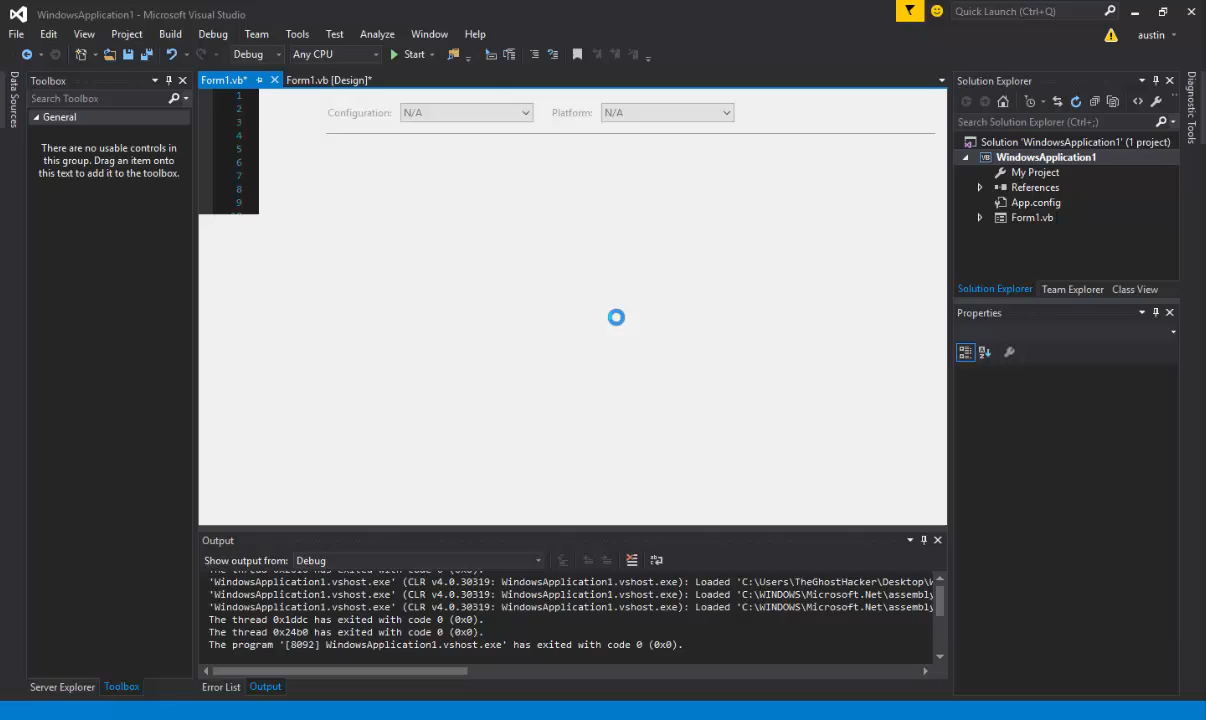 WindowsApplication1 - Microsoft Visual Studio
Quick Launch (Ctrl+Q)
File Edit View Project Build Debug Team Tools Test Analyze Window Help
austin
Debug Any CPU Start
Data Sources
Toolbox
Search Toolbox
General
There are no usable controls in
this group. Drag an item onto
this text to add it to the toolbox.
Server Explorer Toolbox
Form1.vb* Form1.vb [Design]*
1
2
3
4
5
6
7
8
9
Configuration: N/A Platform: N/A
Output
Show output from: Debug
'WindowsApplication1.vshost.exe' (CLR v4.0.30319: WindowsApplication1.vshost.exe): Loaded 'C:\Users\TheGhostHacker\Desktop\W
'WindowsApplication1.vshost.exe' (CLR v4.0.30319: WindowsApplication1.vshost.exe): Loaded 'C:\WINDOWS\Microsoft.Net\assembly
'WindowsApplication1.vshost.exe' (CLR v4.0.30319: WindowsApplication1.vshost.exe): Loaded 'C:\WINDOWS\Microsoft.Net\assembly
The thread 0x1ddc has exited with code 0 (0x0).
The thread 0x24b0 has exited with code 0 (0x0).
The program '[8092] WindowsApplication1.vshost.exe' has exited with code 0 (0x0).
Error List Output
Solution Explorer
Search Solution Explorer (Ctrl+;)
Solution 'WindowsApplication1' (1 project)
VB WindowsApplication1
My Project
References
App.config
Form1.vb
Solution Explorer Team Explorer Class View
Properties
Diagnostic Tools